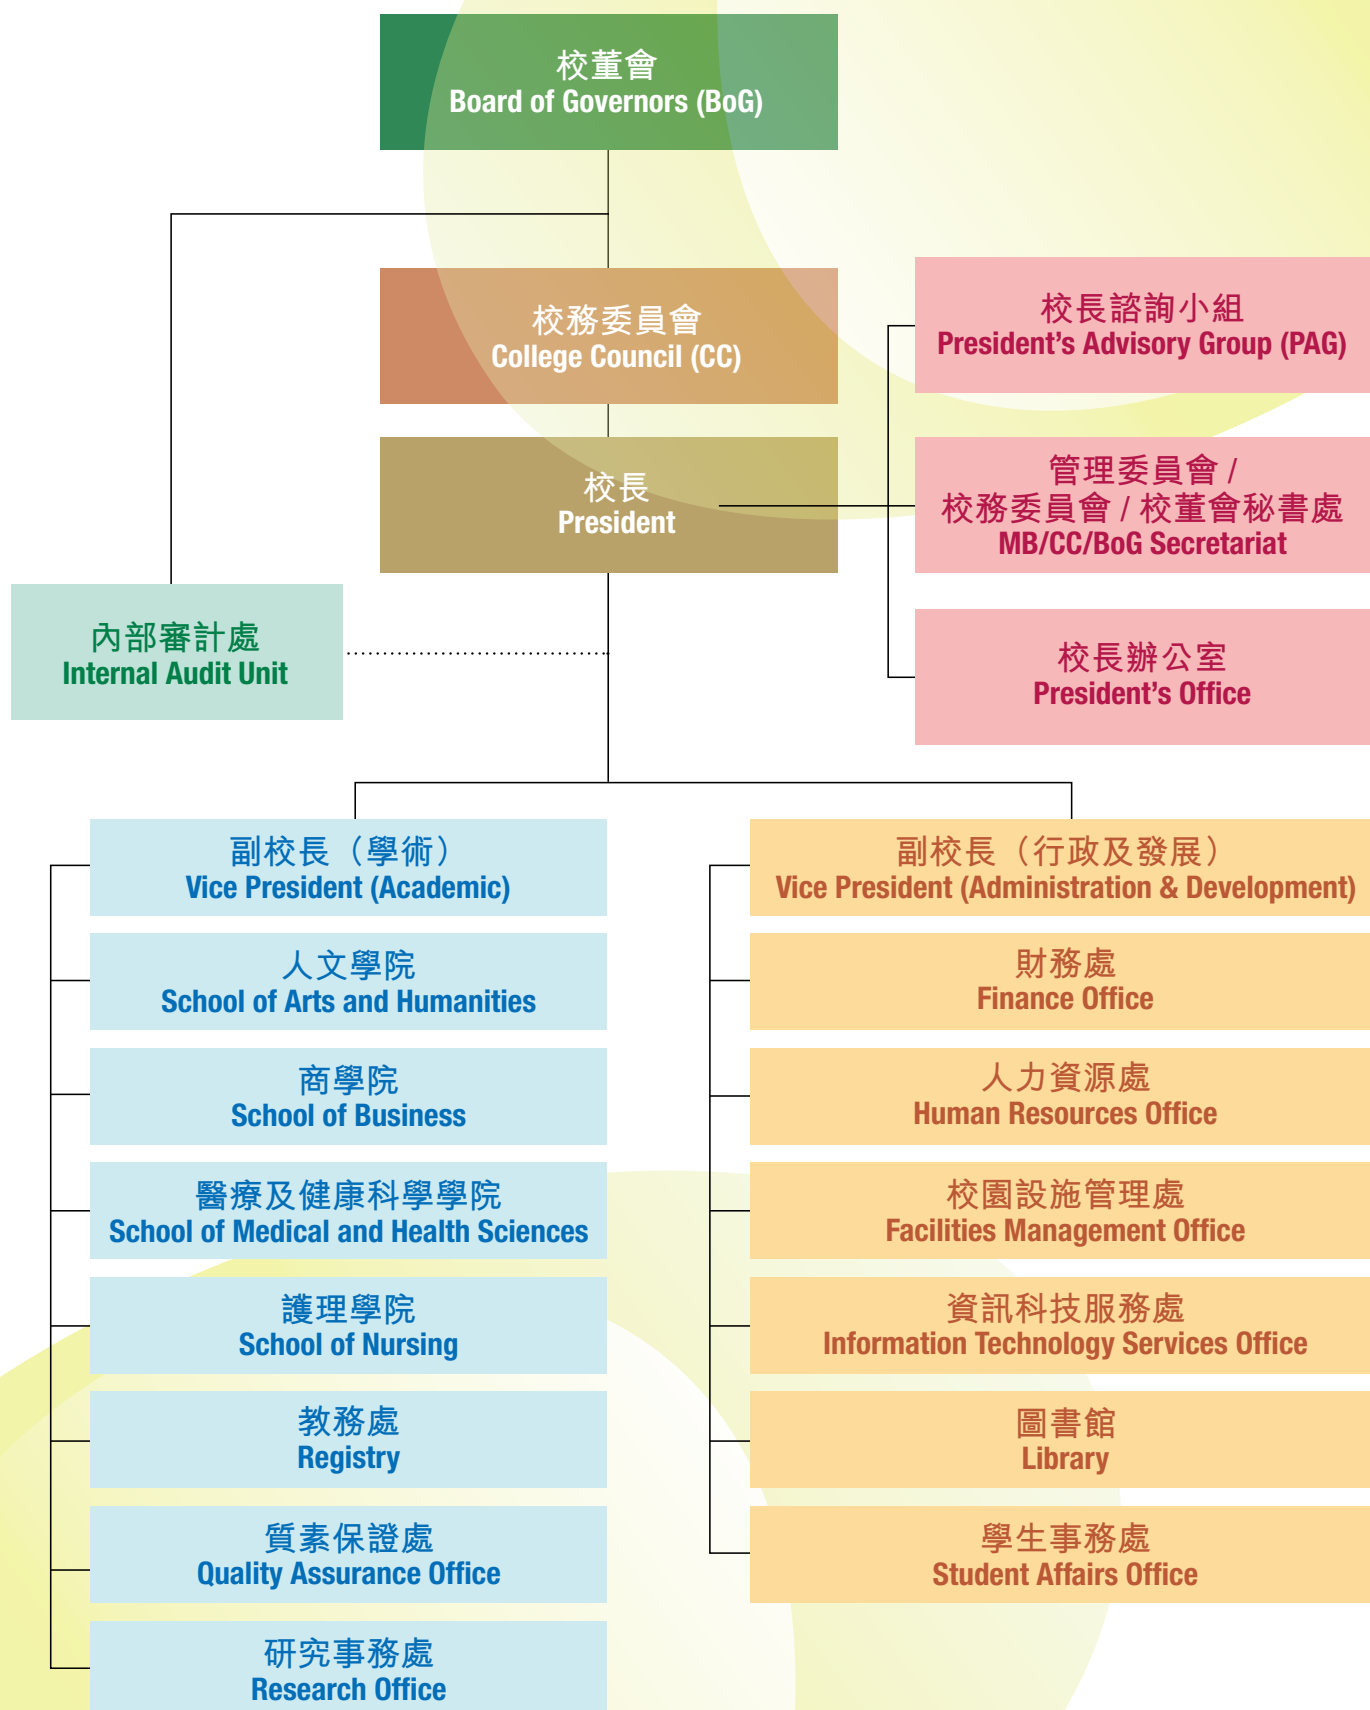 校董會
Board of Governors (BoG)
校務委員會
College Council (CC)
校長諮詢小組
President’s Advisory Group (PAG)
校長
President
管理委員會 /
校務委員會 / 校董會秘書處
MB/CC/BoG Secretariat
內部審計處
Internal Audit Unit
校長辦公室
President’s Office
副校長（學術）
Vice President (Academic)
人文學院
School of Arts and Humanities
商學院
School of Business
醫療及健康科學學院
School of Medical and Health Sciences
護理學院
School of Nursing
教務處
Registry
質素保證處
Quality Assurance Office
研究事務處
Research Office
副校長（行政及發展）
Vice President (Administration & Development)
財務處
Finance Office
人力資源處
Human Resources Office
校園設施管理處
Facilities Management Office
資訊科技服務處
Information Technology Services Office
圖書館
Library
學生事務處
Student Affairs Office